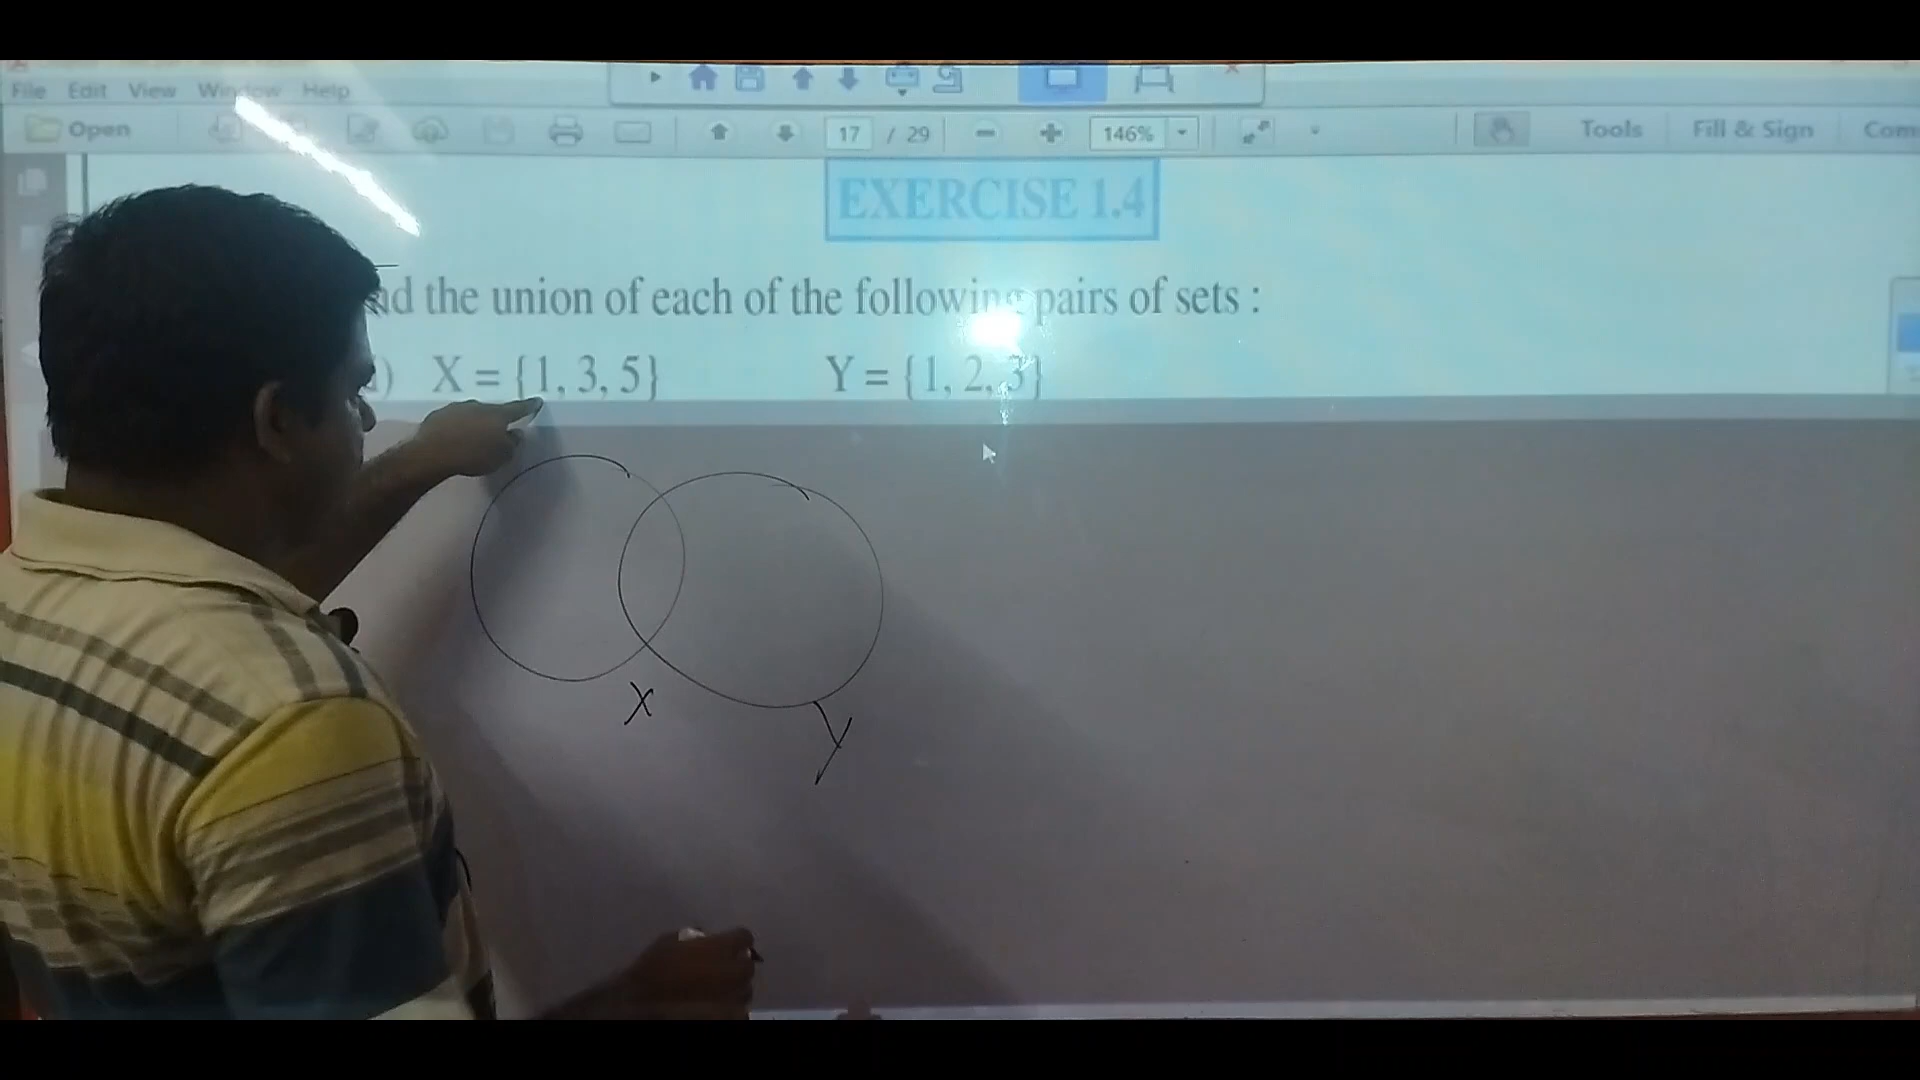 File Edit View Window Help
Open 17 / 29 146% Tools Fill & Sign
EXERCISE 1.4
the union of each of the following pairs of sets :
X = {1, 3, 5} Y = {1, 2, 3}
X
Y